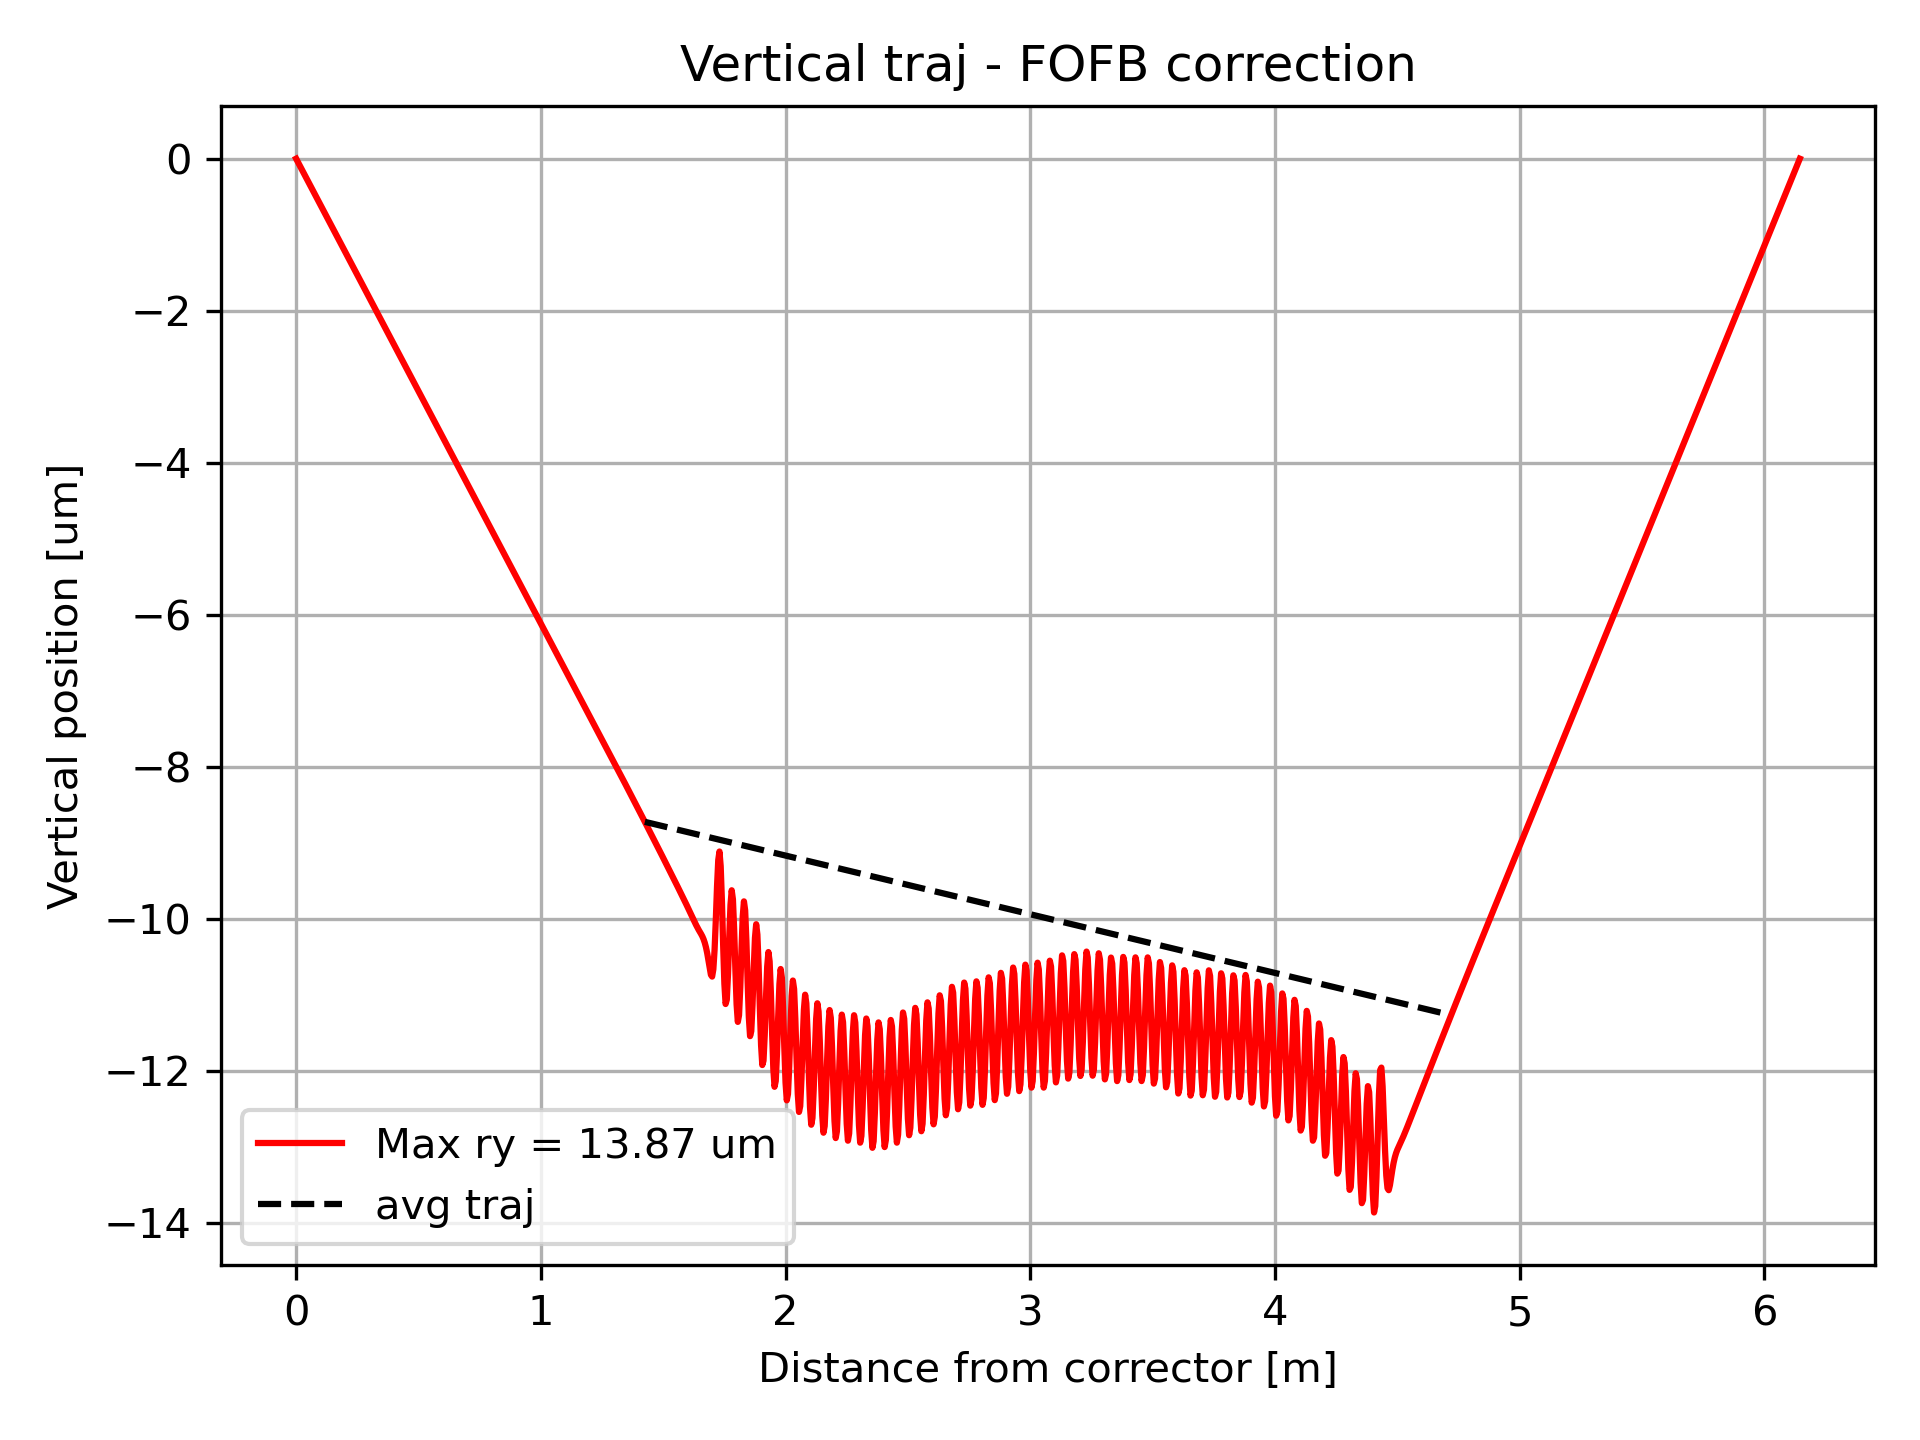 Vertical traj - FOFB correction
Vertical position [um]
0
−2
−4
−6
−8
−10
−12
−14
Max ry = 13.87 um
avg traj
0 1 2 3 4 5 6
Distance from corrector [m]